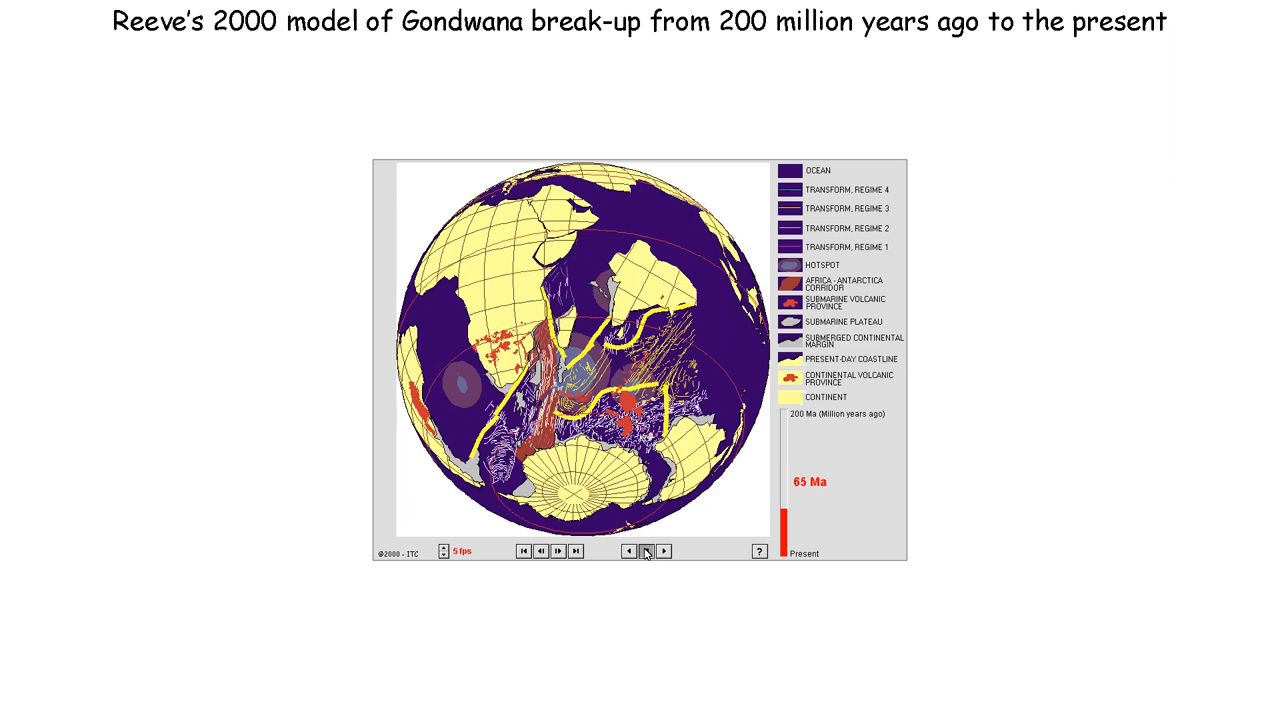 Reeve's 2000 model of Gondwana break-up from 200 million years ago to the present
OCEAN
TRANSFORM, REGIME 4
TRANSFORM, REGIME 3
TRANSFORM, REGIME 2
TRANSFORM, REGIME 1
HOTSPOT
AFRICA - ANTARCTICA
CORRIDOR
SUBMARINE VOLCANIC
PROVINCE
SUBMARINE PLATEAU
SUBMERGED CONTINENTAL
MARGIN
PRESENT-DAY COASTLINE
CONTINENTAL VOLCANIC
PROVINCE
CONTINENT
200 Ma (Million years ago)
65 Ma
Present
@2000 - ITC
5 fps
?